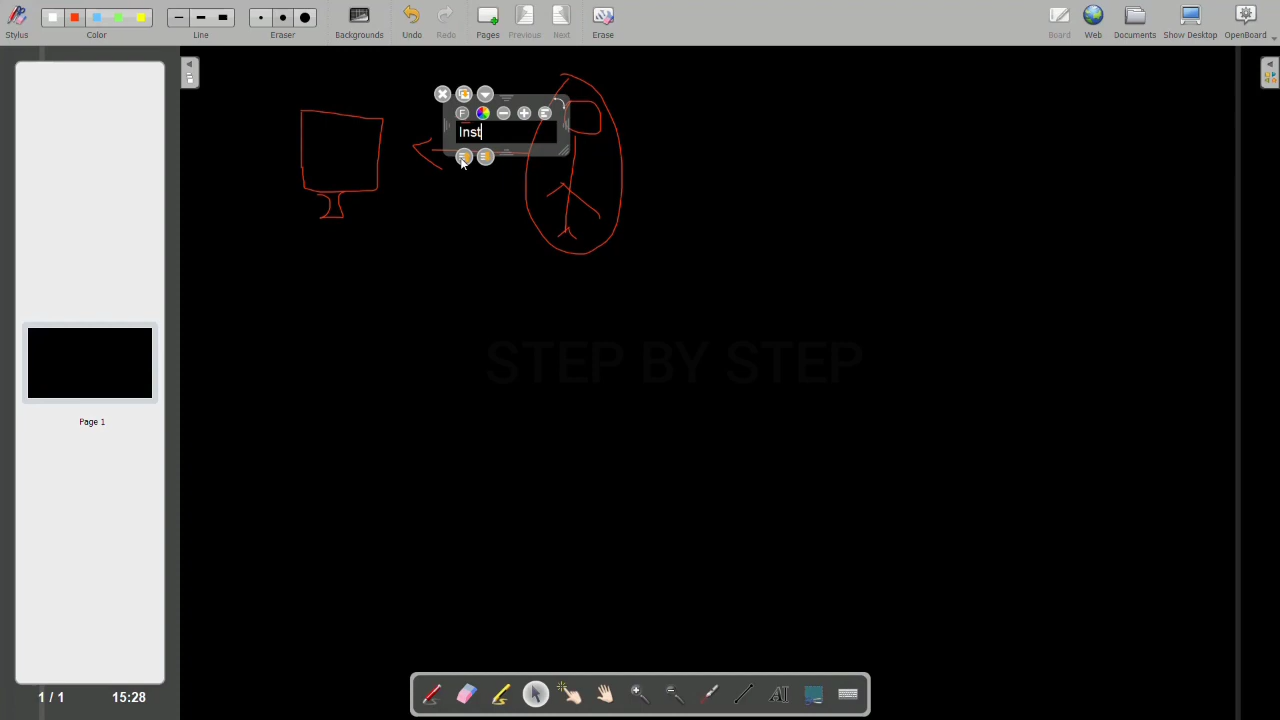 Stylus
Color
Line
Eraser
Backgrounds
Undo
Redo
Pages
Previous
Next
Erase
Board
Web
Documents
Show Desktop
OpenBoard
F
Inst
STEP BY STEP
Page 1
1 / 1
15:28
AI